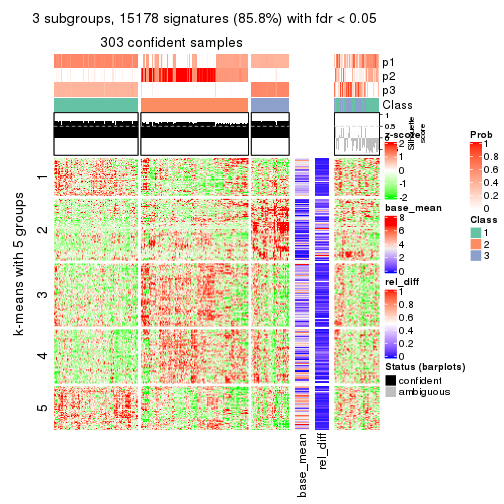 3 subgroups, 15178 signatures (85.8%) with fdr < 0.05
303 confident samples
p1
p2
p3
Class
1
0.5
0
Silhouette
score
k-means with 5 groups
1
2
3
4
5
base_mean
rel_diff
z-score
2
1
0
-1
-2
base_mean
8
6
4
2
0
rel_diff
1
0.8
0.6
0.4
0.2
0
Status (barplots)
confident
ambiguous
Prob
1
0.8
0.6
0.4
0.2
0
Class
1
2
3